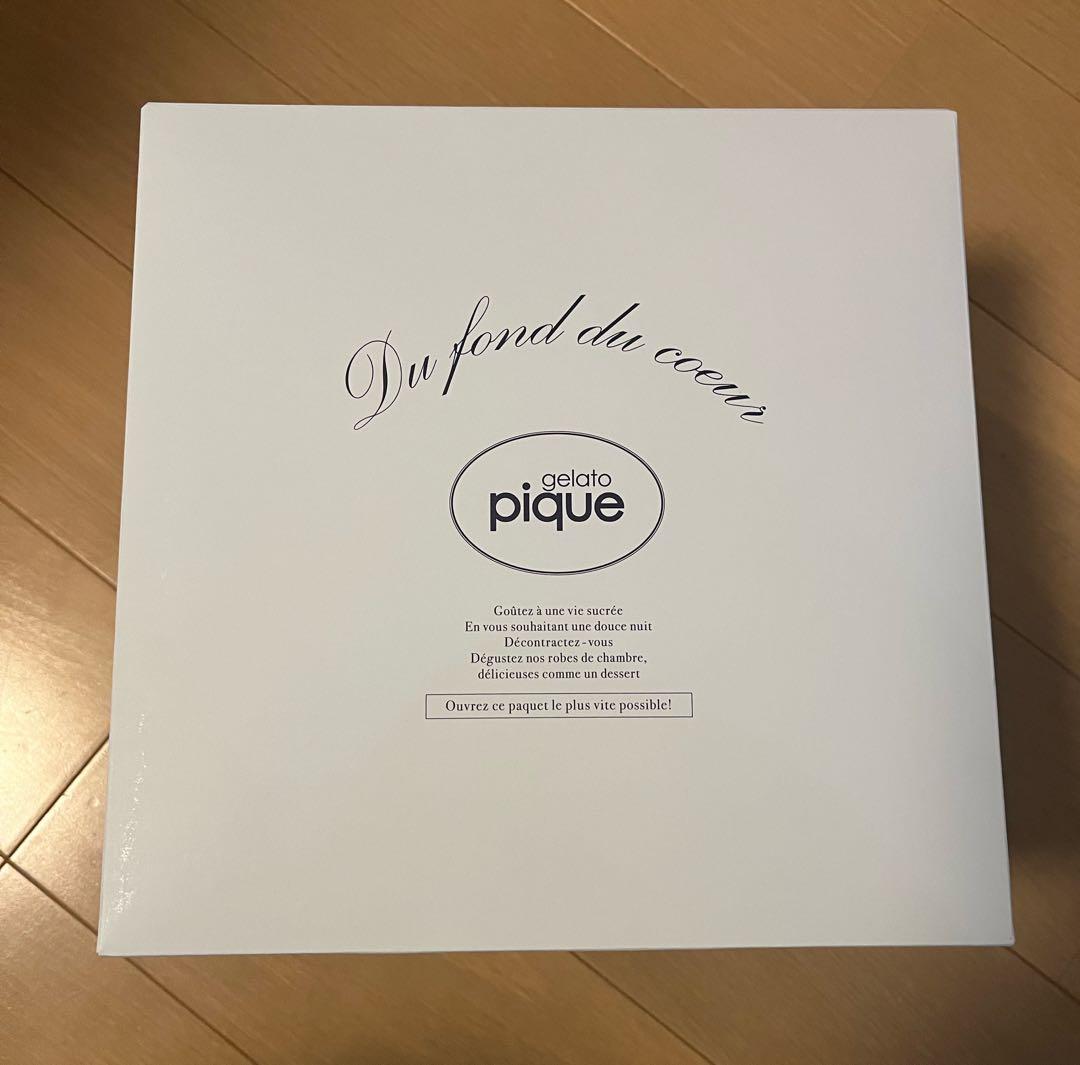 Du fond du coeur
gelato
pique
Goûtez à une vie sucrée
En vous souhaitant une douce nuit
Décontractez-vous
Dégustez nos robes de chambre,
délicieuses comme un dessert
Ouvrez ce paquet le plus vite possible!